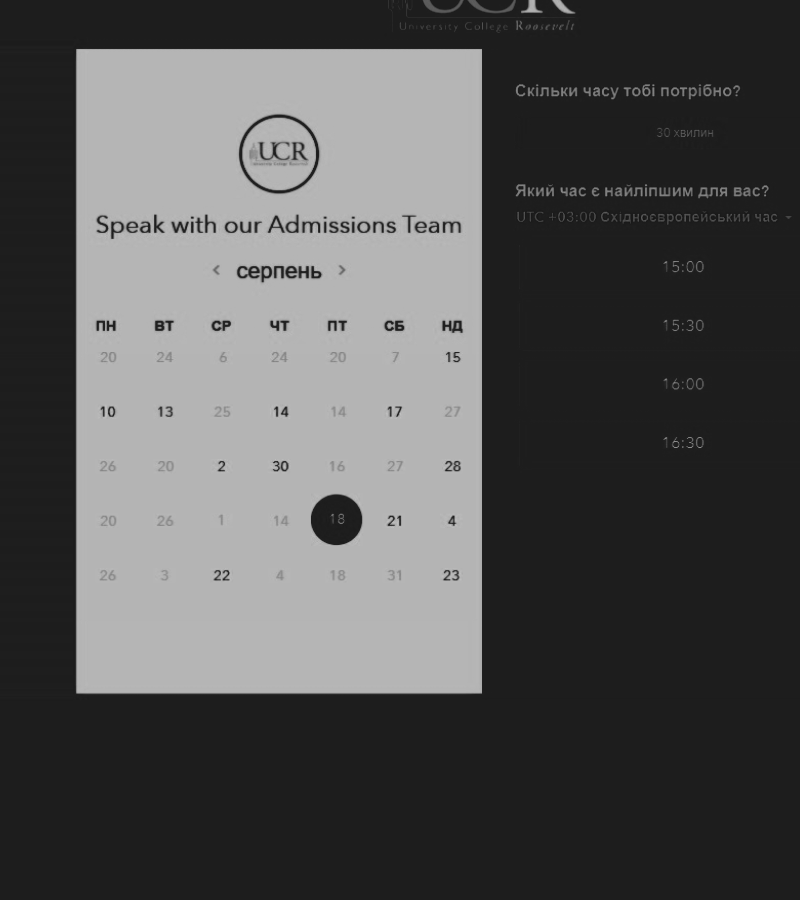 UCR
University College Roosevelt
UCR
Speak with our Admissions Team
‹ серпень ›
ПН ВТ СР ЧТ ПТ СБ НД
20 24 6 24 20 7 15
10 13 25 14 14 17 27
26 20 2 30 16 27 28
20 26 1 14 18 21 4
26 3 22 4 18 31 23
Скільки часу тобі потрібно?
30 хвилин
Який час є найліпшим для вас?
UTC +03:00 Східноєвропейський час
15:00
15:30
16:00
16:30